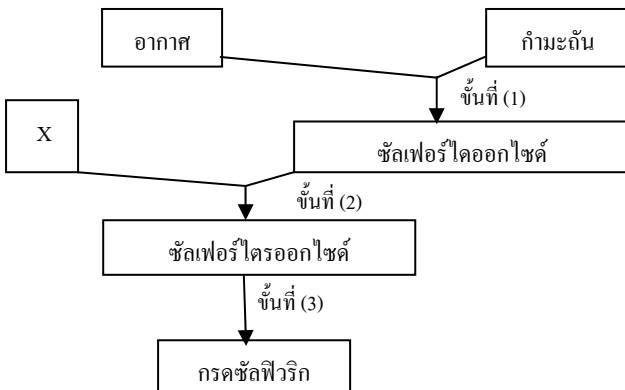 อากาศ
กำมะถัน
ขั้นที่ (1)
X
ซัลเฟอร์ไดออกไซด์
ขั้นที่ (2)
ซัลเฟอร์ไตรออกไซด์
ขั้นที่ (3)
กรดซัลฟิวริก